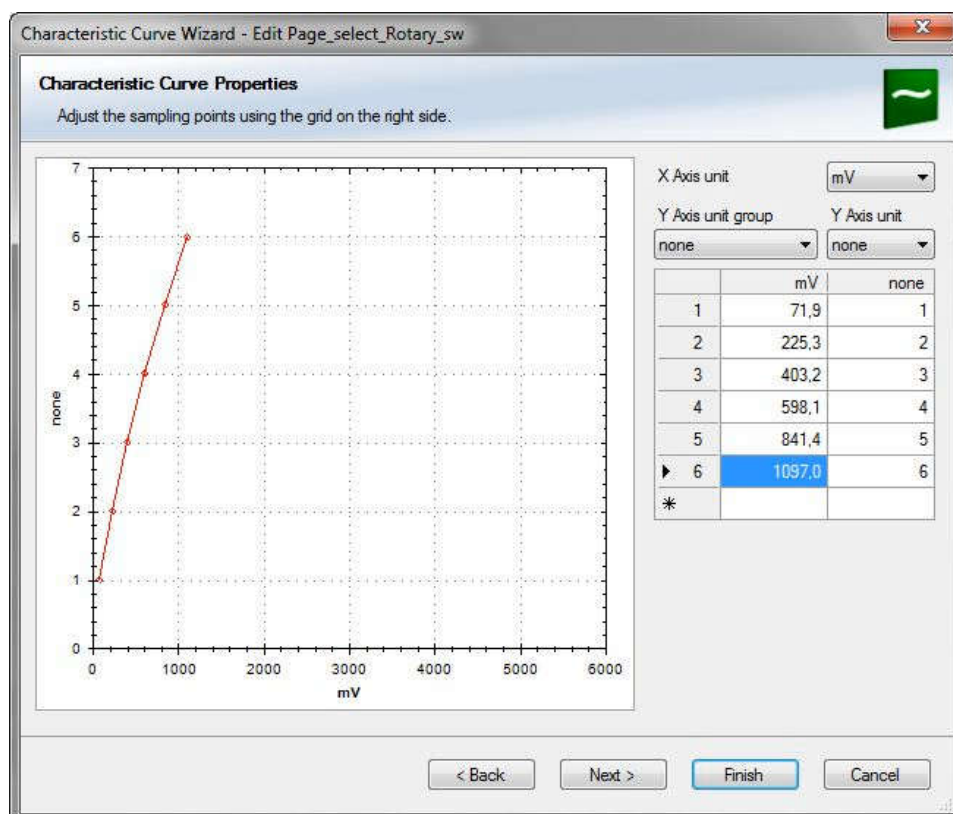 Characteristic Curve Wizard - Edit Page_select_Rotary_sw
Characteristic Curve Properties
Adjust the sampling points using the grid on the right side.
7
6
5
4
3
2
1
0
none
0 1000 2000 3000 4000 5000 6000
mV
X Axis unit mV
Y Axis unit group Y Axis unit
none none
mV none
1 71,9 1
2 225,3 2
3 403,2 3
4 598,1 4
5 841,4 5
6 1097,0 6
*
< Back Next > Finish Cancel